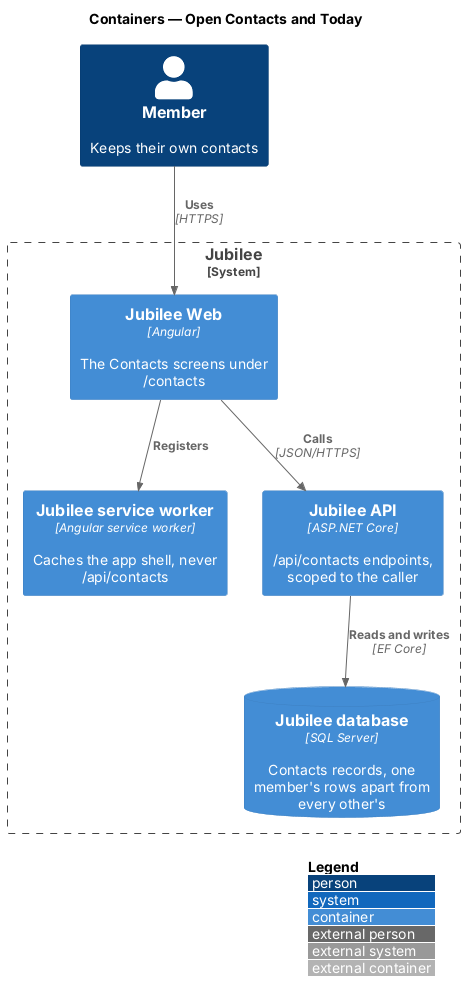 Containers — Open Contacts and Today
Member
Keeps their own contacts
Uses
[HTTPS]
Jubilee
[System]
Jubilee Web
[Angular]
The Contacts screens under
/contacts
Registers
Calls
[JSON/HTTPS]
Jubilee service worker
[Angular service worker]
Caches the app shell, never
/api/contacts
Jubilee API
[ASP.NET Core]
/api/contacts endpoints,
scoped to the caller
Reads and writes
[EF Core]
Jubilee database
[SQL Server]
Contacts records, one
member's rows apart from
every other's
Legend
person
system
container
external person
external system
external container